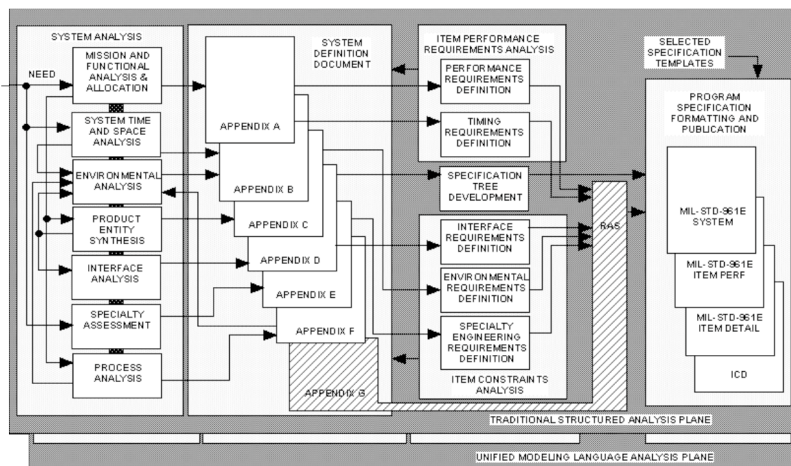 SYSTEM ANALYSIS
NEED
MISSION AND
FUNCTIONAL
ANALYSIS &
ALLOCATION
SYSTEM TIME
AND SPACE
ANALYSIS
ENVIRONMENTAL
ANALYSIS
PRODUCT
ENTITY
SYNTHESIS
INTERFACE
ANALYSIS
SPECIALTY
ASSESSMENT
PROCESS
ANALYSIS
SYSTEM
DEFINITION
DOCUMENT
APPENDIX A
APPENDIX B
APPENDIX C
APPENDIX D
APPENDIX E
APPENDIX F
APPENDIX G
ITEM PERFORMANCE
REQUIREMENTS ANALYSIS
PERFORMANCE
REQUIREMENTS
DEFINITION
TIMING
REQUIREMENTS
DEFINITION
SPECIFICATION
TREE
DEVELOPMENT
INTERFACE
REQUIREMENTS
DEFINITION
ENVIRONMENTAL
REQUIREMENTS
DEFINITION
SPECIALTY
ENGINEERING
REQUIREMENTS
DEFINITION
ITEM CONSTRAINTS
ANALYSIS
RAS
SELECTED
SPECIFICATION
TEMPLATES
PROGRAM
SPECIFICATION
FORMATTING AND
PUBLICATION
MIL-STD-961E
SYSTEM
MIL-STD-961E
ITEM PERF
MIL-STD-961E
ITEM DETAIL
ICD
TRADITIONAL STRUCTURED ANALYSIS PLANE
UNIFIED MODELING LANGUAGE ANALYSIS PLANE